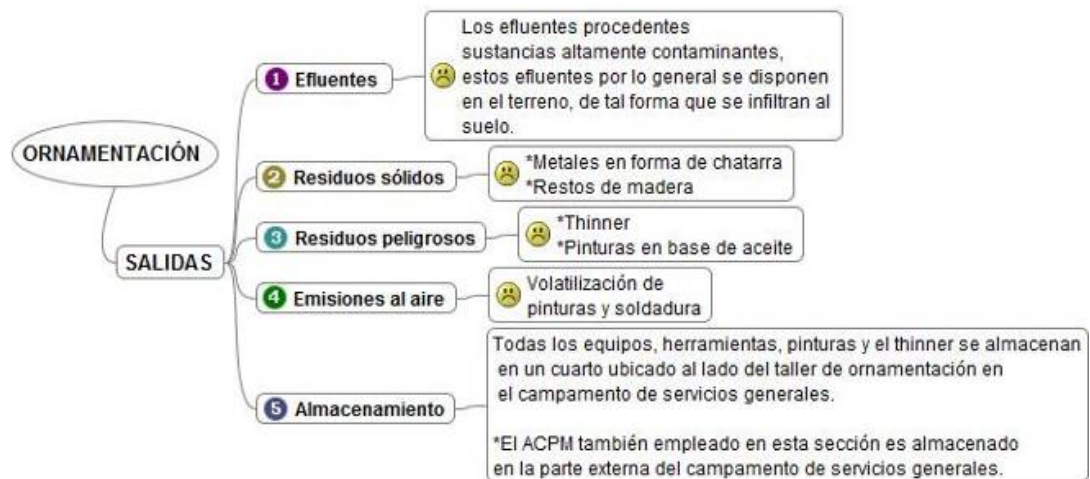 ORNAMENTACIÓN
SALIDAS
1 Efluentes
Los efluentes procedentes
sustancias altamente contaminantes,
estos efluentes por lo general se disponen
en el terreno, de tal forma que se infiltran al
suelo.
2 Residuos sólidos
*Metales en forma de chatarra
*Restos de madera
3 Residuos peligrosos
*Thinner
*Pinturas en base de aceite
4 Emisiones al aire
Volatilización de
pinturas y soldadura
5 Almacenamiento
Todas los equipos, herramientas, pinturas y el thinner se almacenan
en un cuarto ubicado al lado del taller de ornamentación en
el campamento de servicios generales.
*El ACPM también empleado en esta sección es almacenado
en la parte externa del campamento de servicios generales.